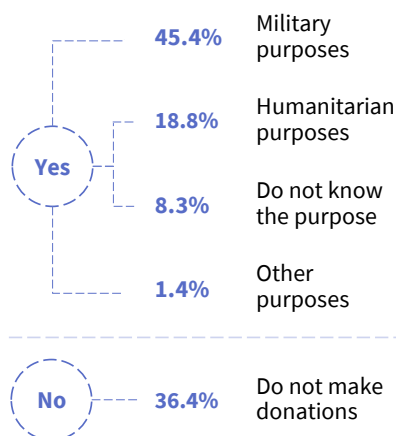 45.4%
Military
purposes
18.8%
Humanitarian
purposes
Yes
8.3%
Do not know
the purpose
1.4%
Other
purposes
No
36.4%
Do not make
donations